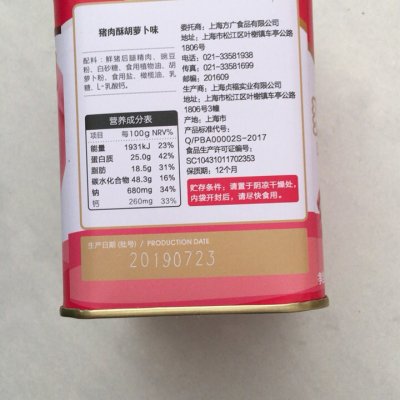 猪肉酥胡萝卜味
配料：鲜猪后腿精肉、豌豆
粉、白砂糖、食用植物油、胡
萝卜粉、食用盐、橄榄油、乳
糖、L-乳酸钙。
营养成分表
项目 每100g NRV%
能量 1931kJ 23%
蛋白质 25.0g 42%
脂肪 18.5g 31%
碳水化合物 48.3g 16%
钠 680mg 34%
钙 260mg 33%
委托商：上海方广食品有限公司
地址：上海市松江区叶榭镇车亭公路
1806号
电话：021-33581938
传真：021-33581699
邮编：201609
生产商：上海贞福实业有限公司
地址：上海市松江区叶榭镇车亭公路
1806号3幢
产地：上海市
产品标准代号：
Q/PBA00002S-2017
食品生产许可证编号：
SC10431011702353
保质期：12个月
贮存条件：请置于阴凉干燥处，
内袋开封后，请尽快食用。
生产日期（批号）/ PRODUCTION DATE
20190723